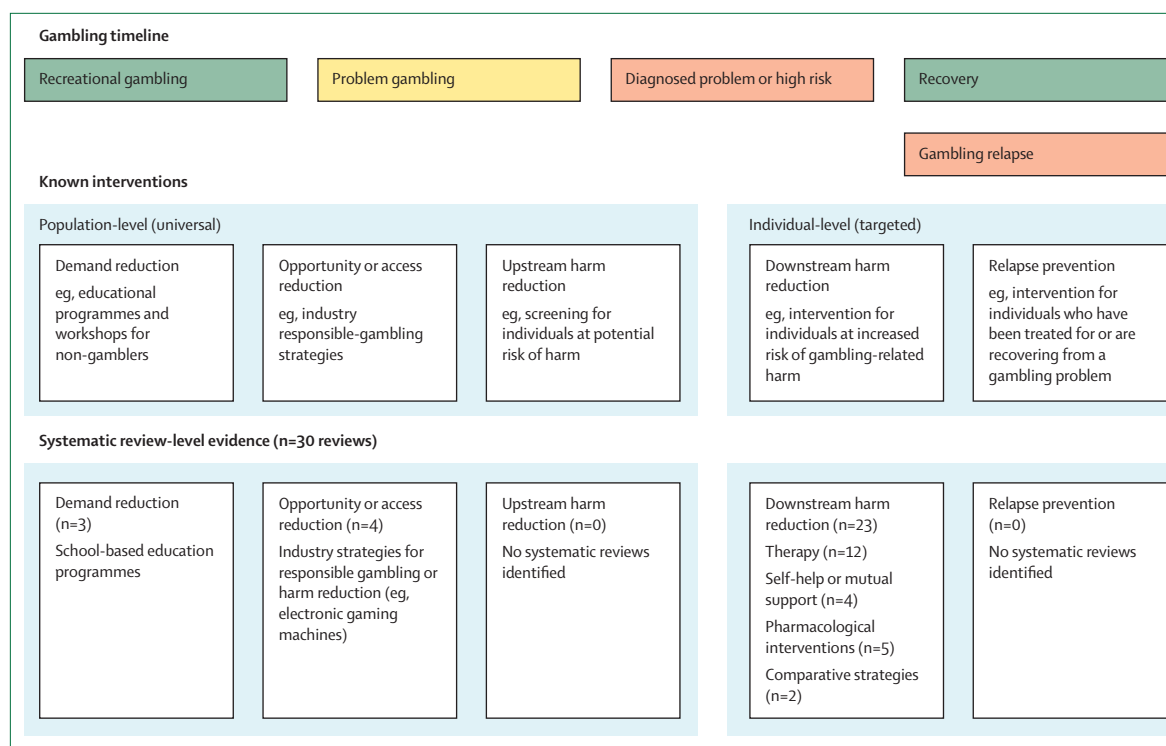 Gambling timeline
Recreational gambling
Problem gambling
Diagnosed problem or high risk
Recovery
Gambling relapse
Known interventions
Population-level (universal)
Demand reduction
eg, educational
programmes and
workshops for
non-gamblers
Opportunity or access
reduction
eg, industry
responsible-gambling
strategies
Upstream harm
reduction
eg, screening for
individuals at potential
risk of harm
Individual-level (targeted)
Downstream harm
reduction
eg, intervention for
individuals at increased
risk of gambling-related
harm
Relapse prevention
eg, intervention for
individuals who have
been treated for or are
recovering from a
gambling problem
Systematic review-level evidence (n=30 reviews)
Demand reduction
(n=3)
School-based education
programmes
Opportunity or access
reduction (n=4)
Industry strategies for
responsible gambling or
harm reduction (eg,
electronic gaming
machines)
Upstream harm
reduction (n=0)
No systematic reviews
identified
Downstream harm
reduction (n=23)
Therapy (n=12)
Self-help or mutual
support (n=4)
Pharmacological
interventions (n=5)
Comparative strategies
(n=2)
Relapse prevention
(n=0)
No systematic reviews
identified